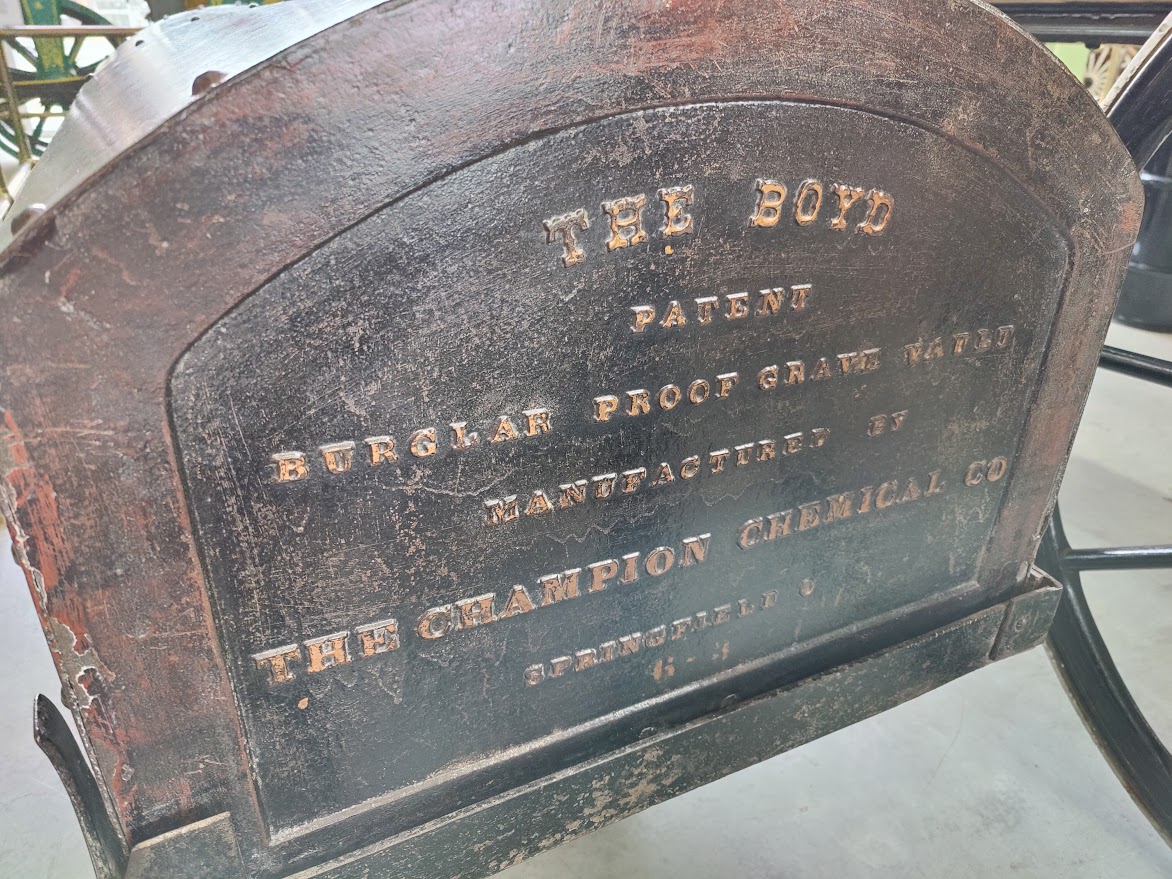 THE BOYD
PATENT
BURGLAR PROOF GRAVE VAULT
MANUFACTURED BY
THE CHAMPION CHEMICAL CO
SPRINGFIELD O
6-3